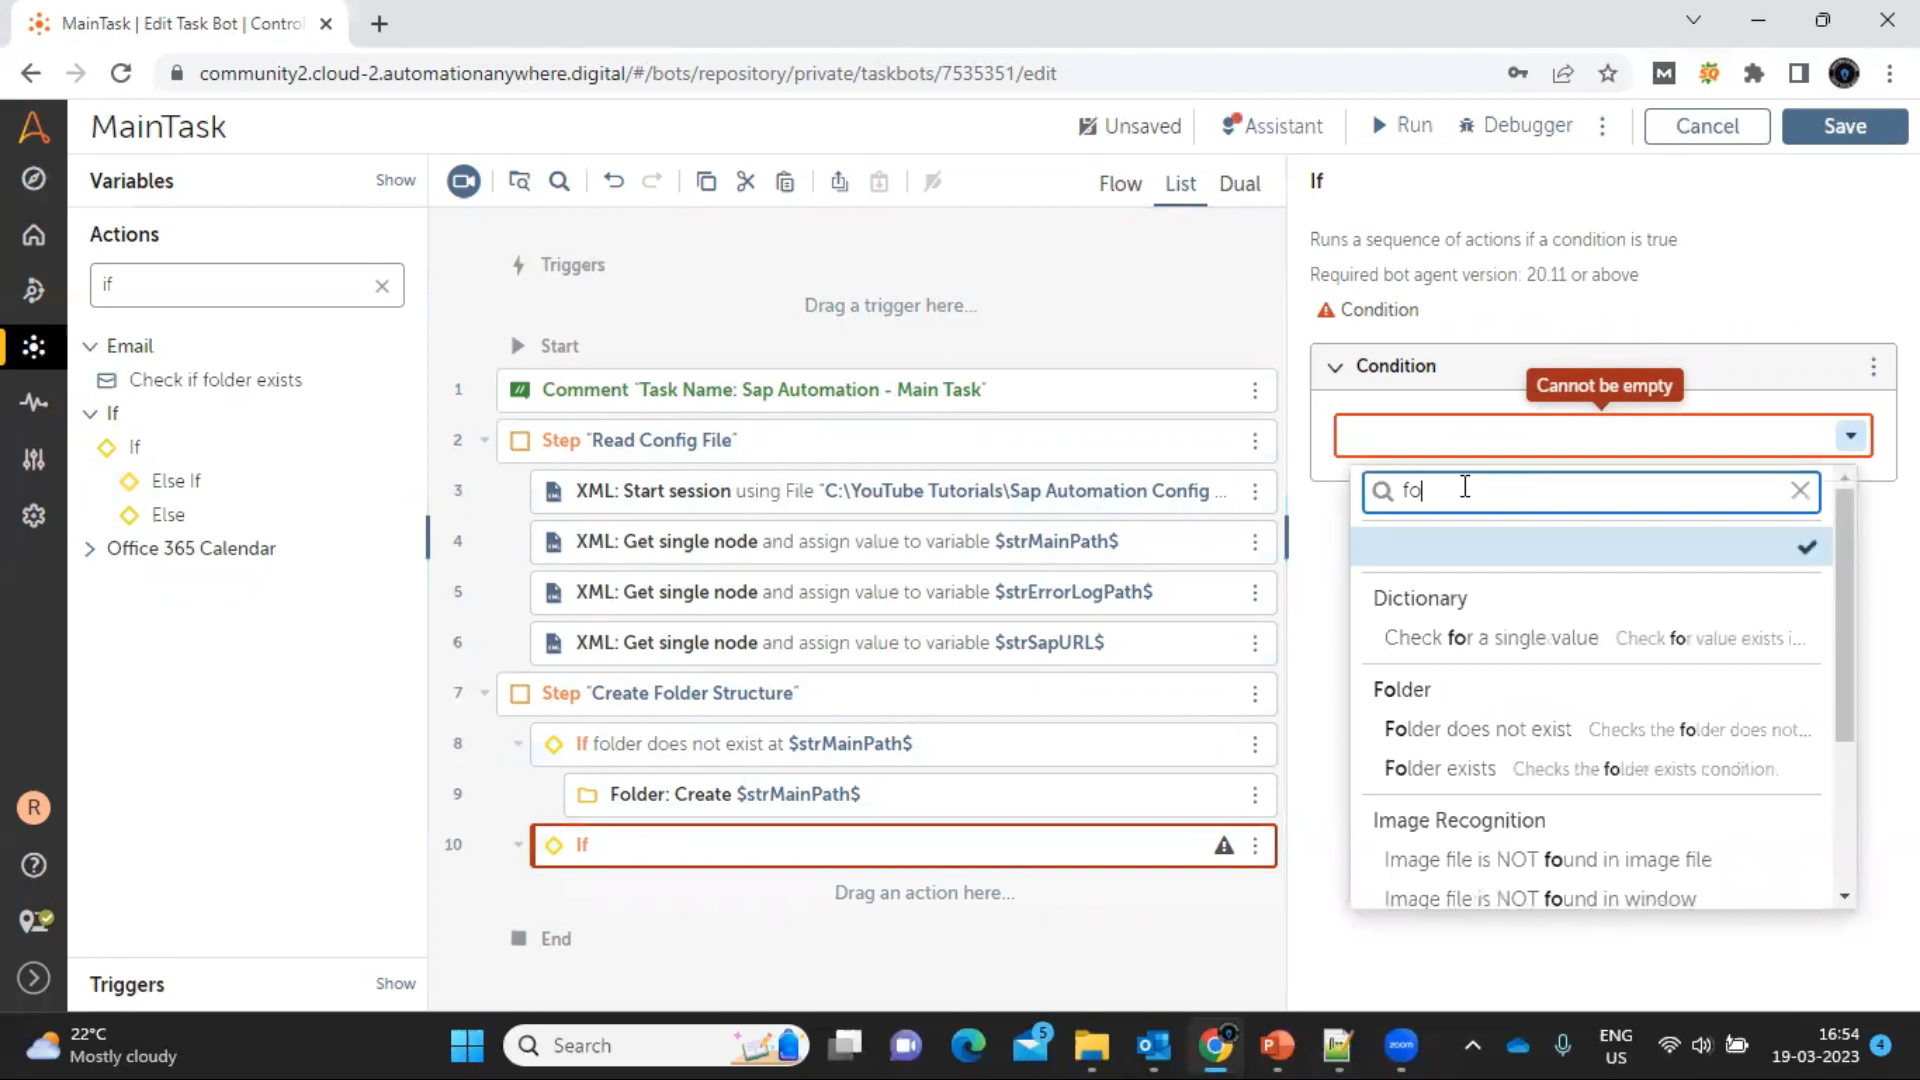 MainTask | Edit Task Bot | Control
community2.cloud-2.automationanywhere.digital/#/bots/repository/private/taskbots/7535351/edit
M
SQ
MainTask
Unsaved
Assistant
Run
Debugger
Cancel
Save
Variables
Show
Flow
List
Dual
If
Actions
if
Email
Check if folder exists
If
If
Else If
Else
Office 365 Calendar
Triggers
Show
R
Triggers
Drag a trigger here...
Start
1 Comment "Task Name: Sap Automation - Main Task"
2 Step "Read Config File"
3 XML: Start session using File "C:\YouTube Tutorials\Sap Automation Config ...
4 XML: Get single node and assign value to variable $strMainPath$
5 XML: Get single node and assign value to variable $strErrorLogPath$
6 XML: Get single node and assign value to variable $strSapURL$
7 Step "Create Folder Structure"
8 If folder does not exist at $strMainPath$
9 Folder: Create $strMainPath$
10 If
Drag an action here...
End
Runs a sequence of actions if a condition is true
Required bot agent version: 20.11 or above
Condition
Condition
Cannot be empty
fo
Dictionary
Check for a single value Check for value exists i...
Folder
Folder does not exist Checks the folder does not...
Folder exists Checks the folder exists condition.
Image Recognition
Image file is NOT found in image file
Image file is NOT found in window
22°C
Mostly cloudy
Search
5
zoom
ENG
US
16:54
19-03-2023
4